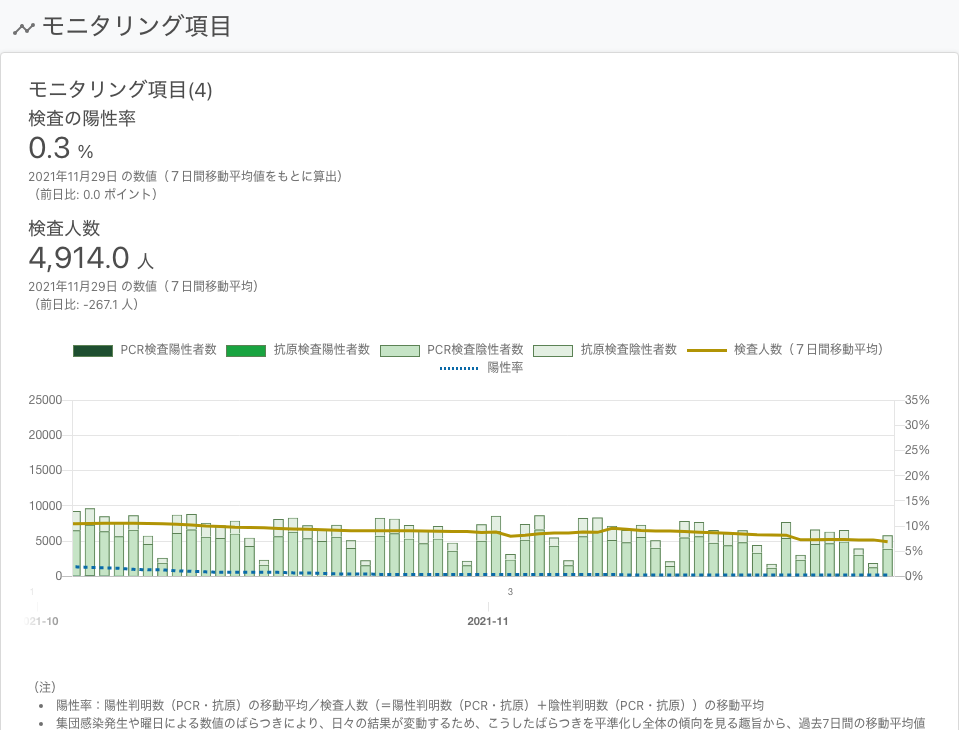 モニタリング項目
モニタリング項目(4)
検査の陽性率
0.3 %
2021年11月29日 の数値（７日間移動平均値をもとに算出）
（前日比: 0.0 ポイント）
検査人数
4,914.0 人
2021年11月29日 の数値（７日間移動平均）
（前日比: -267.1 人）
PCR検査陽性者数 抗原検査陽性者数 PCR検査陰性者数 抗原検査陰性者数 検査人数（７日間移動平均）
陽性率
25000 35%
20000 30%
15000 25%
10000 20%
5000 15%
0 10%
5%
0%
1 3
21-10 2021-11
（注）
• 陽性率：陽性判明数（PCR・抗原）の移動平均／検査人数（＝陽性判明数（PCR・抗原）＋陰性判明数（PCR・抗原））の移動平均
• 集団感染発生や曜日による数値のばらつきにより、日々の結果が変動するため、こうしたばらつきを平準化し全体の傾向を見る趣旨から、過去7日間の移動平均値